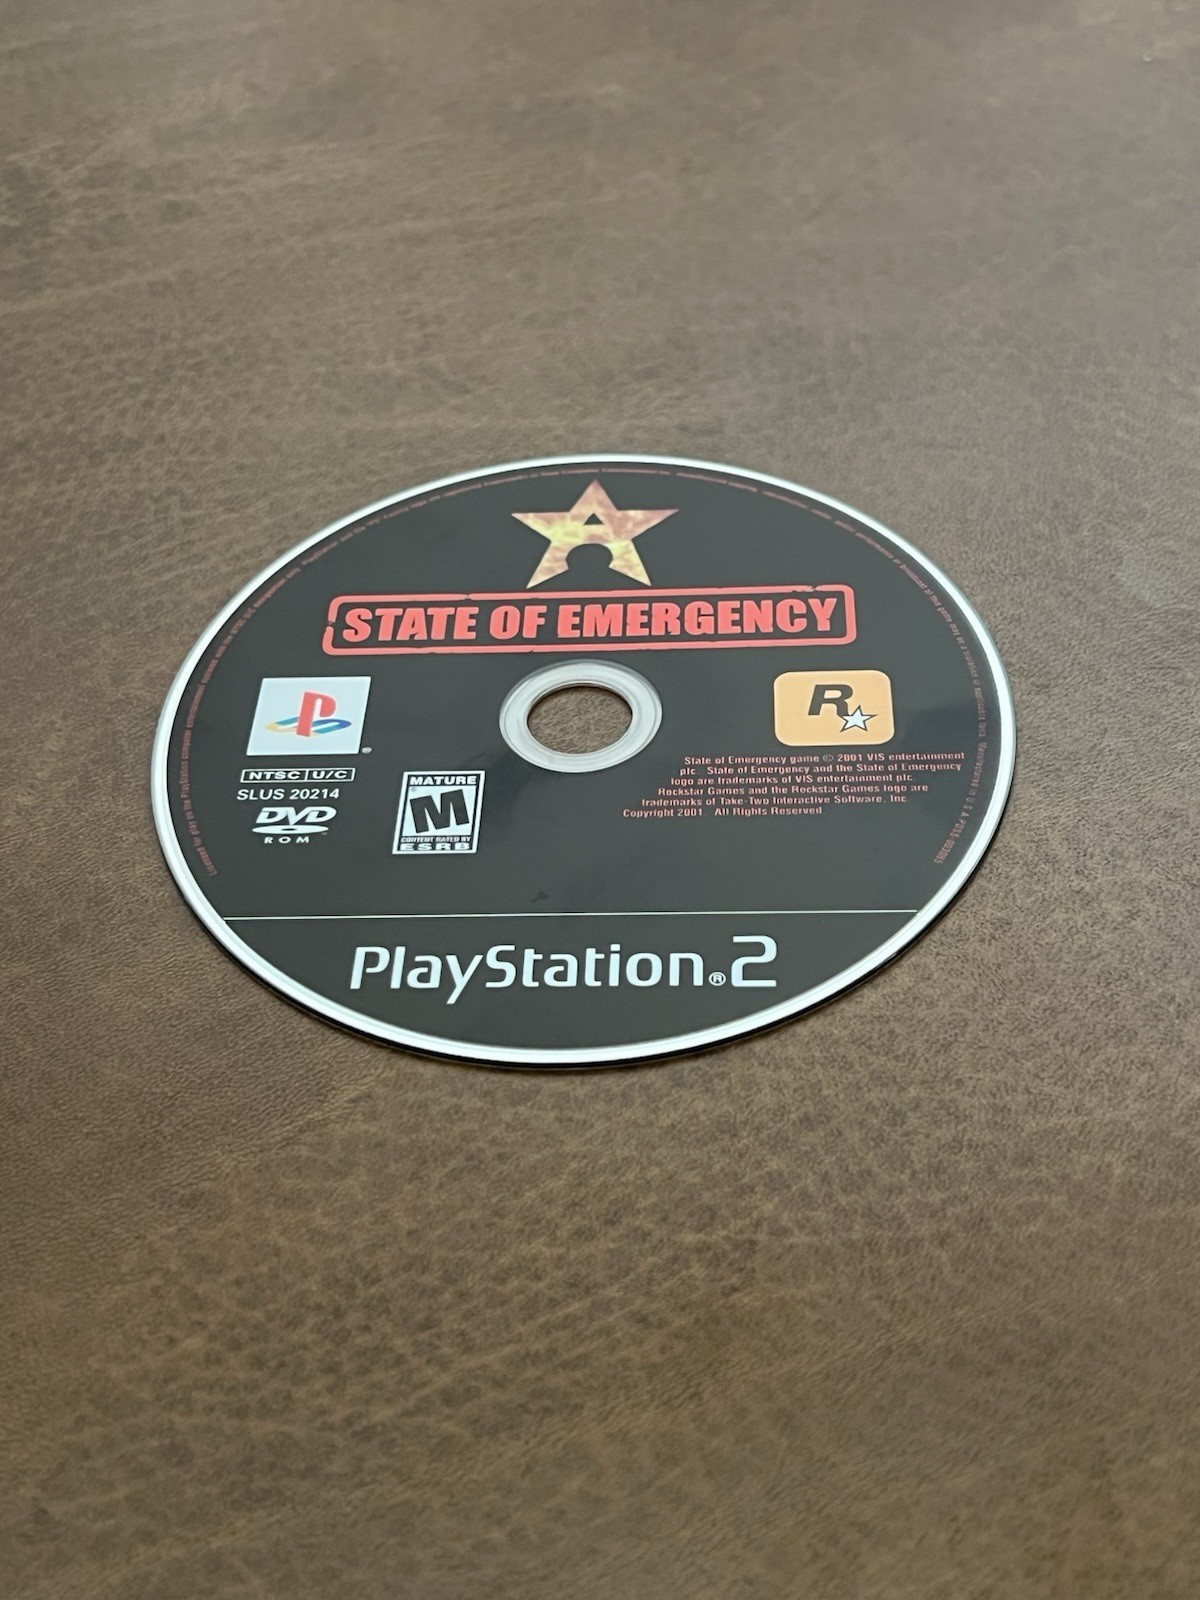 STATE OF EMERGENCY
R
NTSC U/C
SLUS 20214
DVD
ROM
MATURE
M
CONTENT RATED BY
ESRB
State of Emergency game © 2001 VIS entertainment
plc. State of Emergency and the State of Emergency
logo are trademarks of VIS entertainment plc.
Rockstar Games and the Rockstar Games logo are
trademarks of Take-Two Interactive Software, Inc.
Copyright 2001. All Rights Reserved.
PlayStation®2